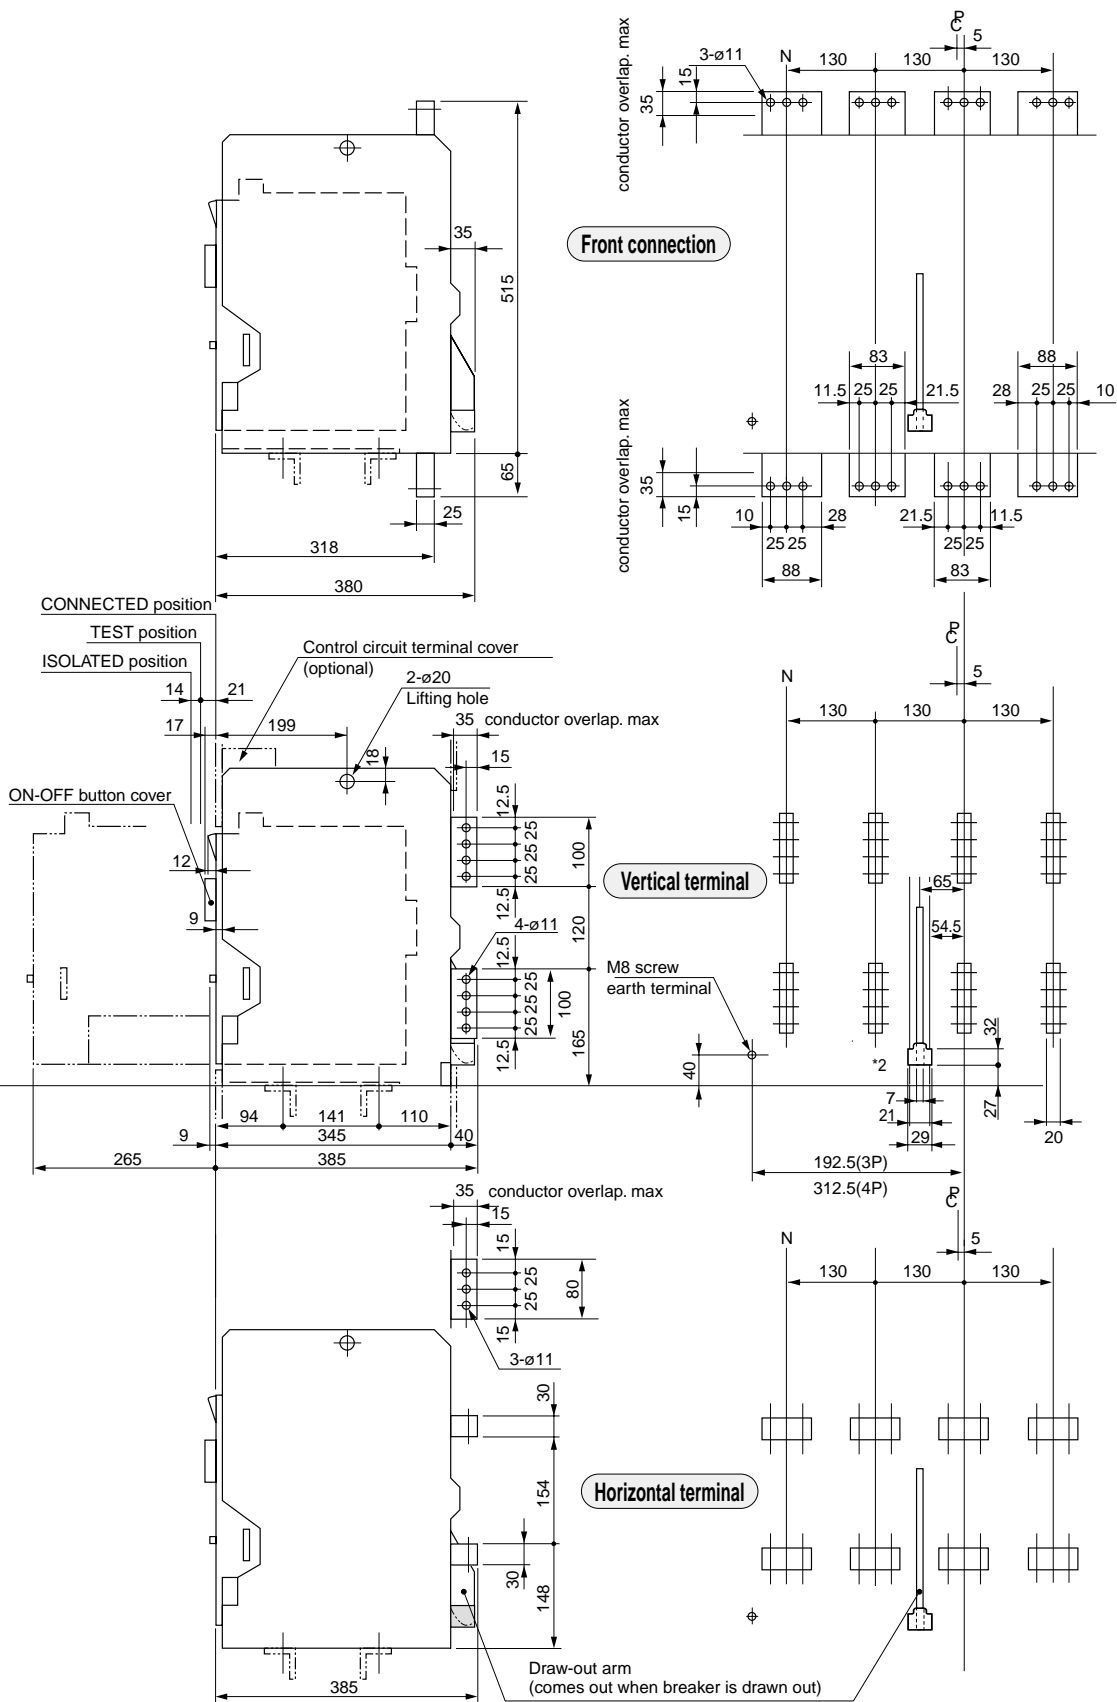 P
C
5
3-ø11
N
130
130
130
conductor overlap. max
35
15
35
Front connection
515
83
88
11.5
25
25
21.5
28
25
25
10
conductor overlap. max
35
15
65
25
10
28
21.5
11.5
25
25
25
25
318
88
83
380
CONNECTED position
TEST position
ISOLATED position
Control circuit terminal cover
(optional)
2-ø20
Lifting hole
P
C
5
N
14
21
17
199
35
conductor overlap. max
130
130
130
18
15
ON-OFF button cover
12.5
25
25
25
100
12
Vertical terminal
65
12.5
9
4-ø11
120
54.5
12.5
M8 screw
earth terminal
25
25
25
100
165
12.5
32
40
*2
27
7
94
141
110
21
9
345
40
29
20
265
385
192.5(3P)
312.5(4P)
35
conductor overlap. max
P
C
5
15
N
15
130
130
130
25
25
80
15
3-ø11
30
154
Horizontal terminal
30
148
Draw-out arm
(comes out when breaker is drawn out)
385